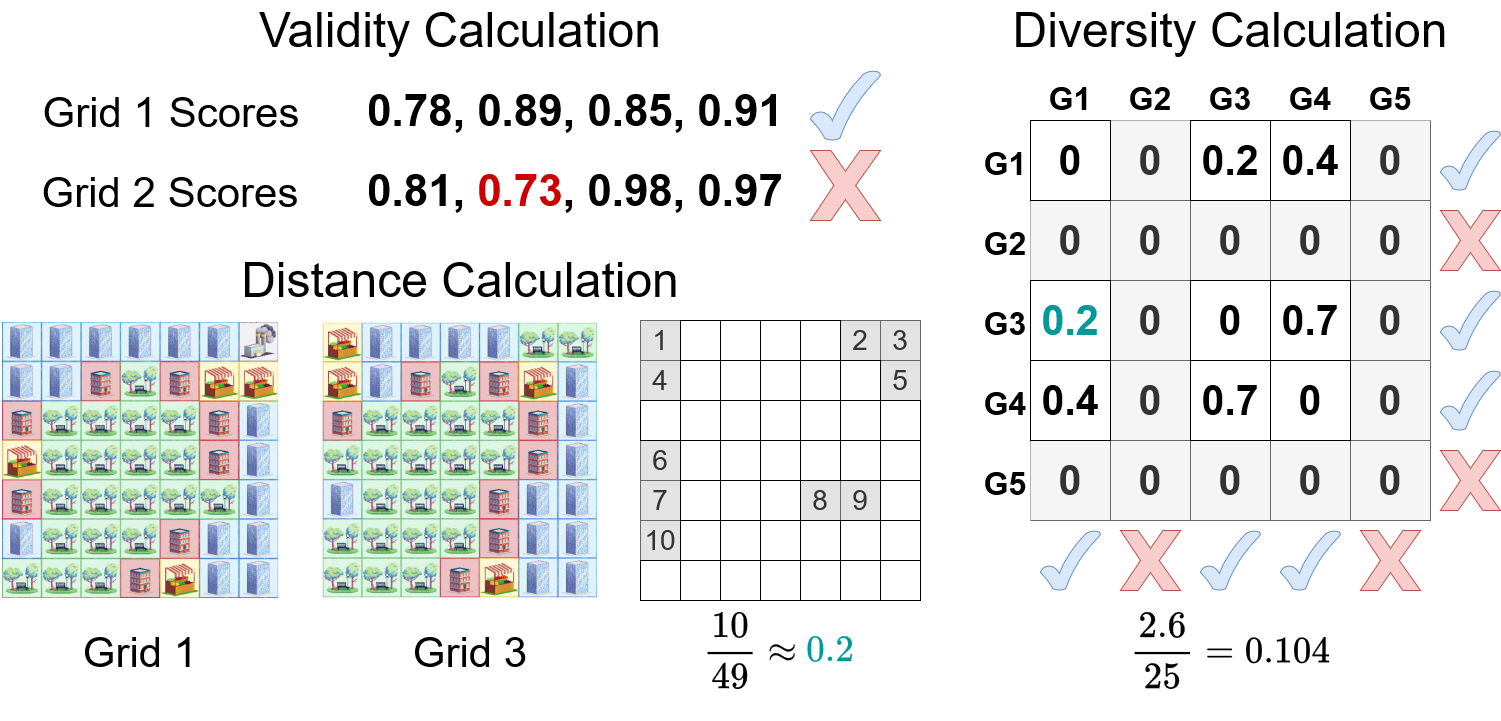 Validity Calculation
Grid 1 Scores 0.78, 0.89, 0.85, 0.91
Grid 2 Scores 0.81, 0.73, 0.98, 0.97
Distance Calculation
1 2 3
4 5
6
7 8 9
10
Grid 1
Grid 3
10
49
≈ 0.2
Diversity Calculation
G1 G2 G3 G4 G5
G1 0 0 0.2 0.4 0
G2 0 0 0 0 0
G3 0.2 0 0 0.7 0
G4 0.4 0 0.7 0 0
G5 0 0 0 0 0
2.6
25
= 0.104